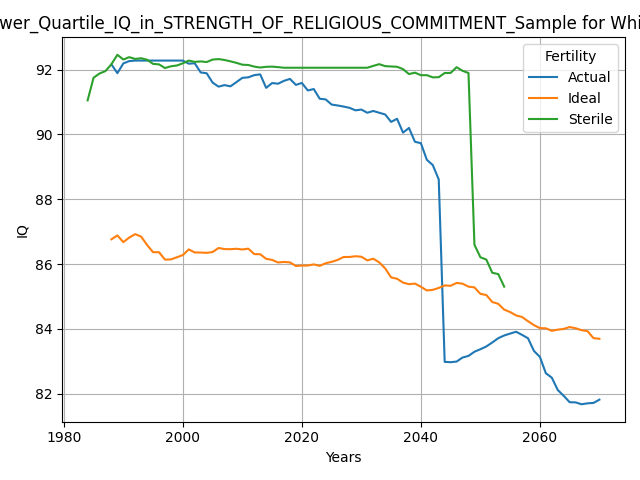 wer_Quartile_IQ_in_STRENGTH_OF_RELIGIOUS_COMMITMENT_Sample for Whi
Fertility
Actual
Ideal
Sterile
92
90
88
86
84
82
IQ
1980
2000
2020
2040
2060
Years